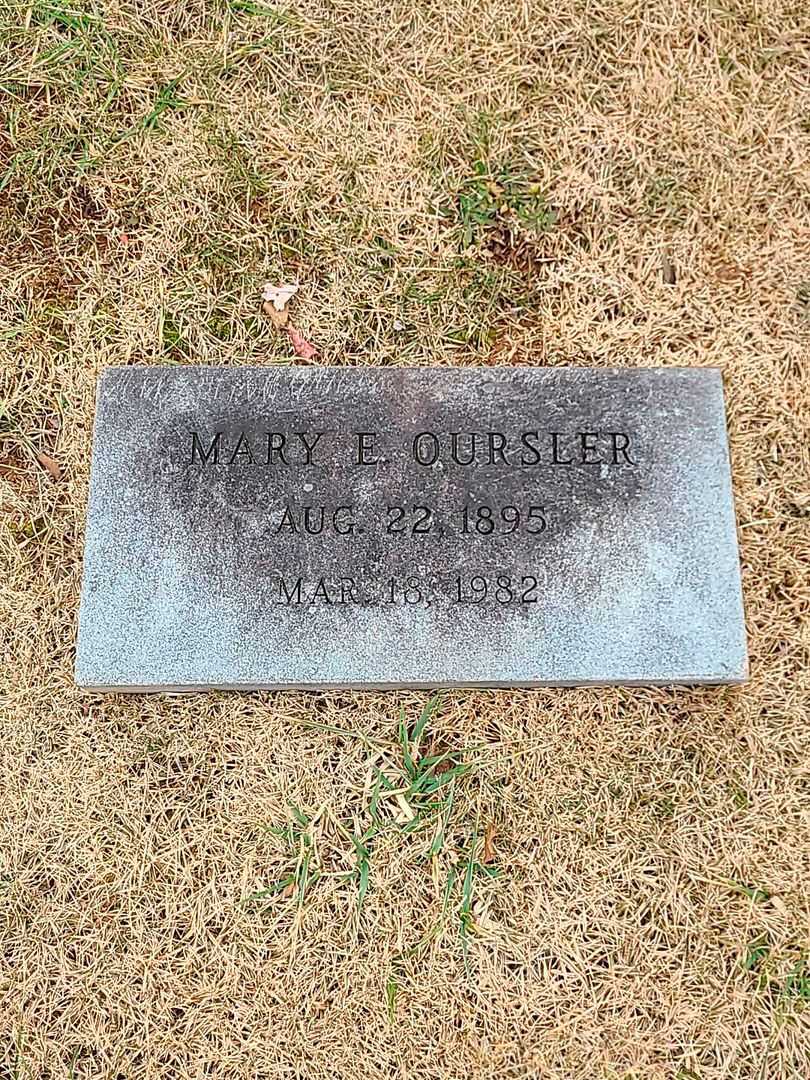 MARY E. OURSLER
AUG. 22, 1895
MAR. 18, 1982